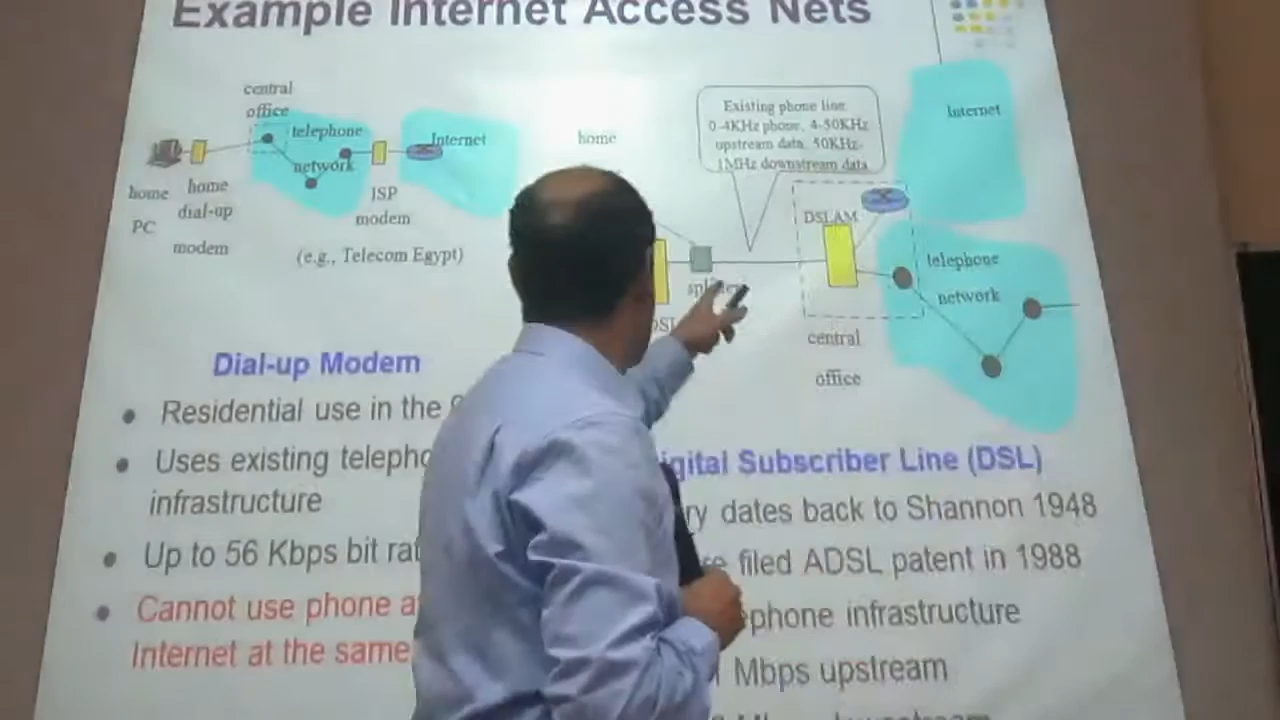 Example Internet Access Nets
central
office
telephone
network
Internet
home
PC
home
dial-up
modem
ISP
modem
(e.g., Telecom Egypt)
home
Existing phone line
0-4KHz phone, 4-50KHz
upstream data, 50KHz-
1MHz downstream data
Internet
DSLAM
telephone
network
central
office
Dial-up Modem
Residential use in the
Uses existing telepho
infrastructure
Up to 56 Kbps bit rat
Cannot use phone a
Internet at the same
igital Subscriber Line (DSL)
ry dates back to Shannon 1948
re filed ADSL patent in 1988
ephone infrastructure
Mbps upstream